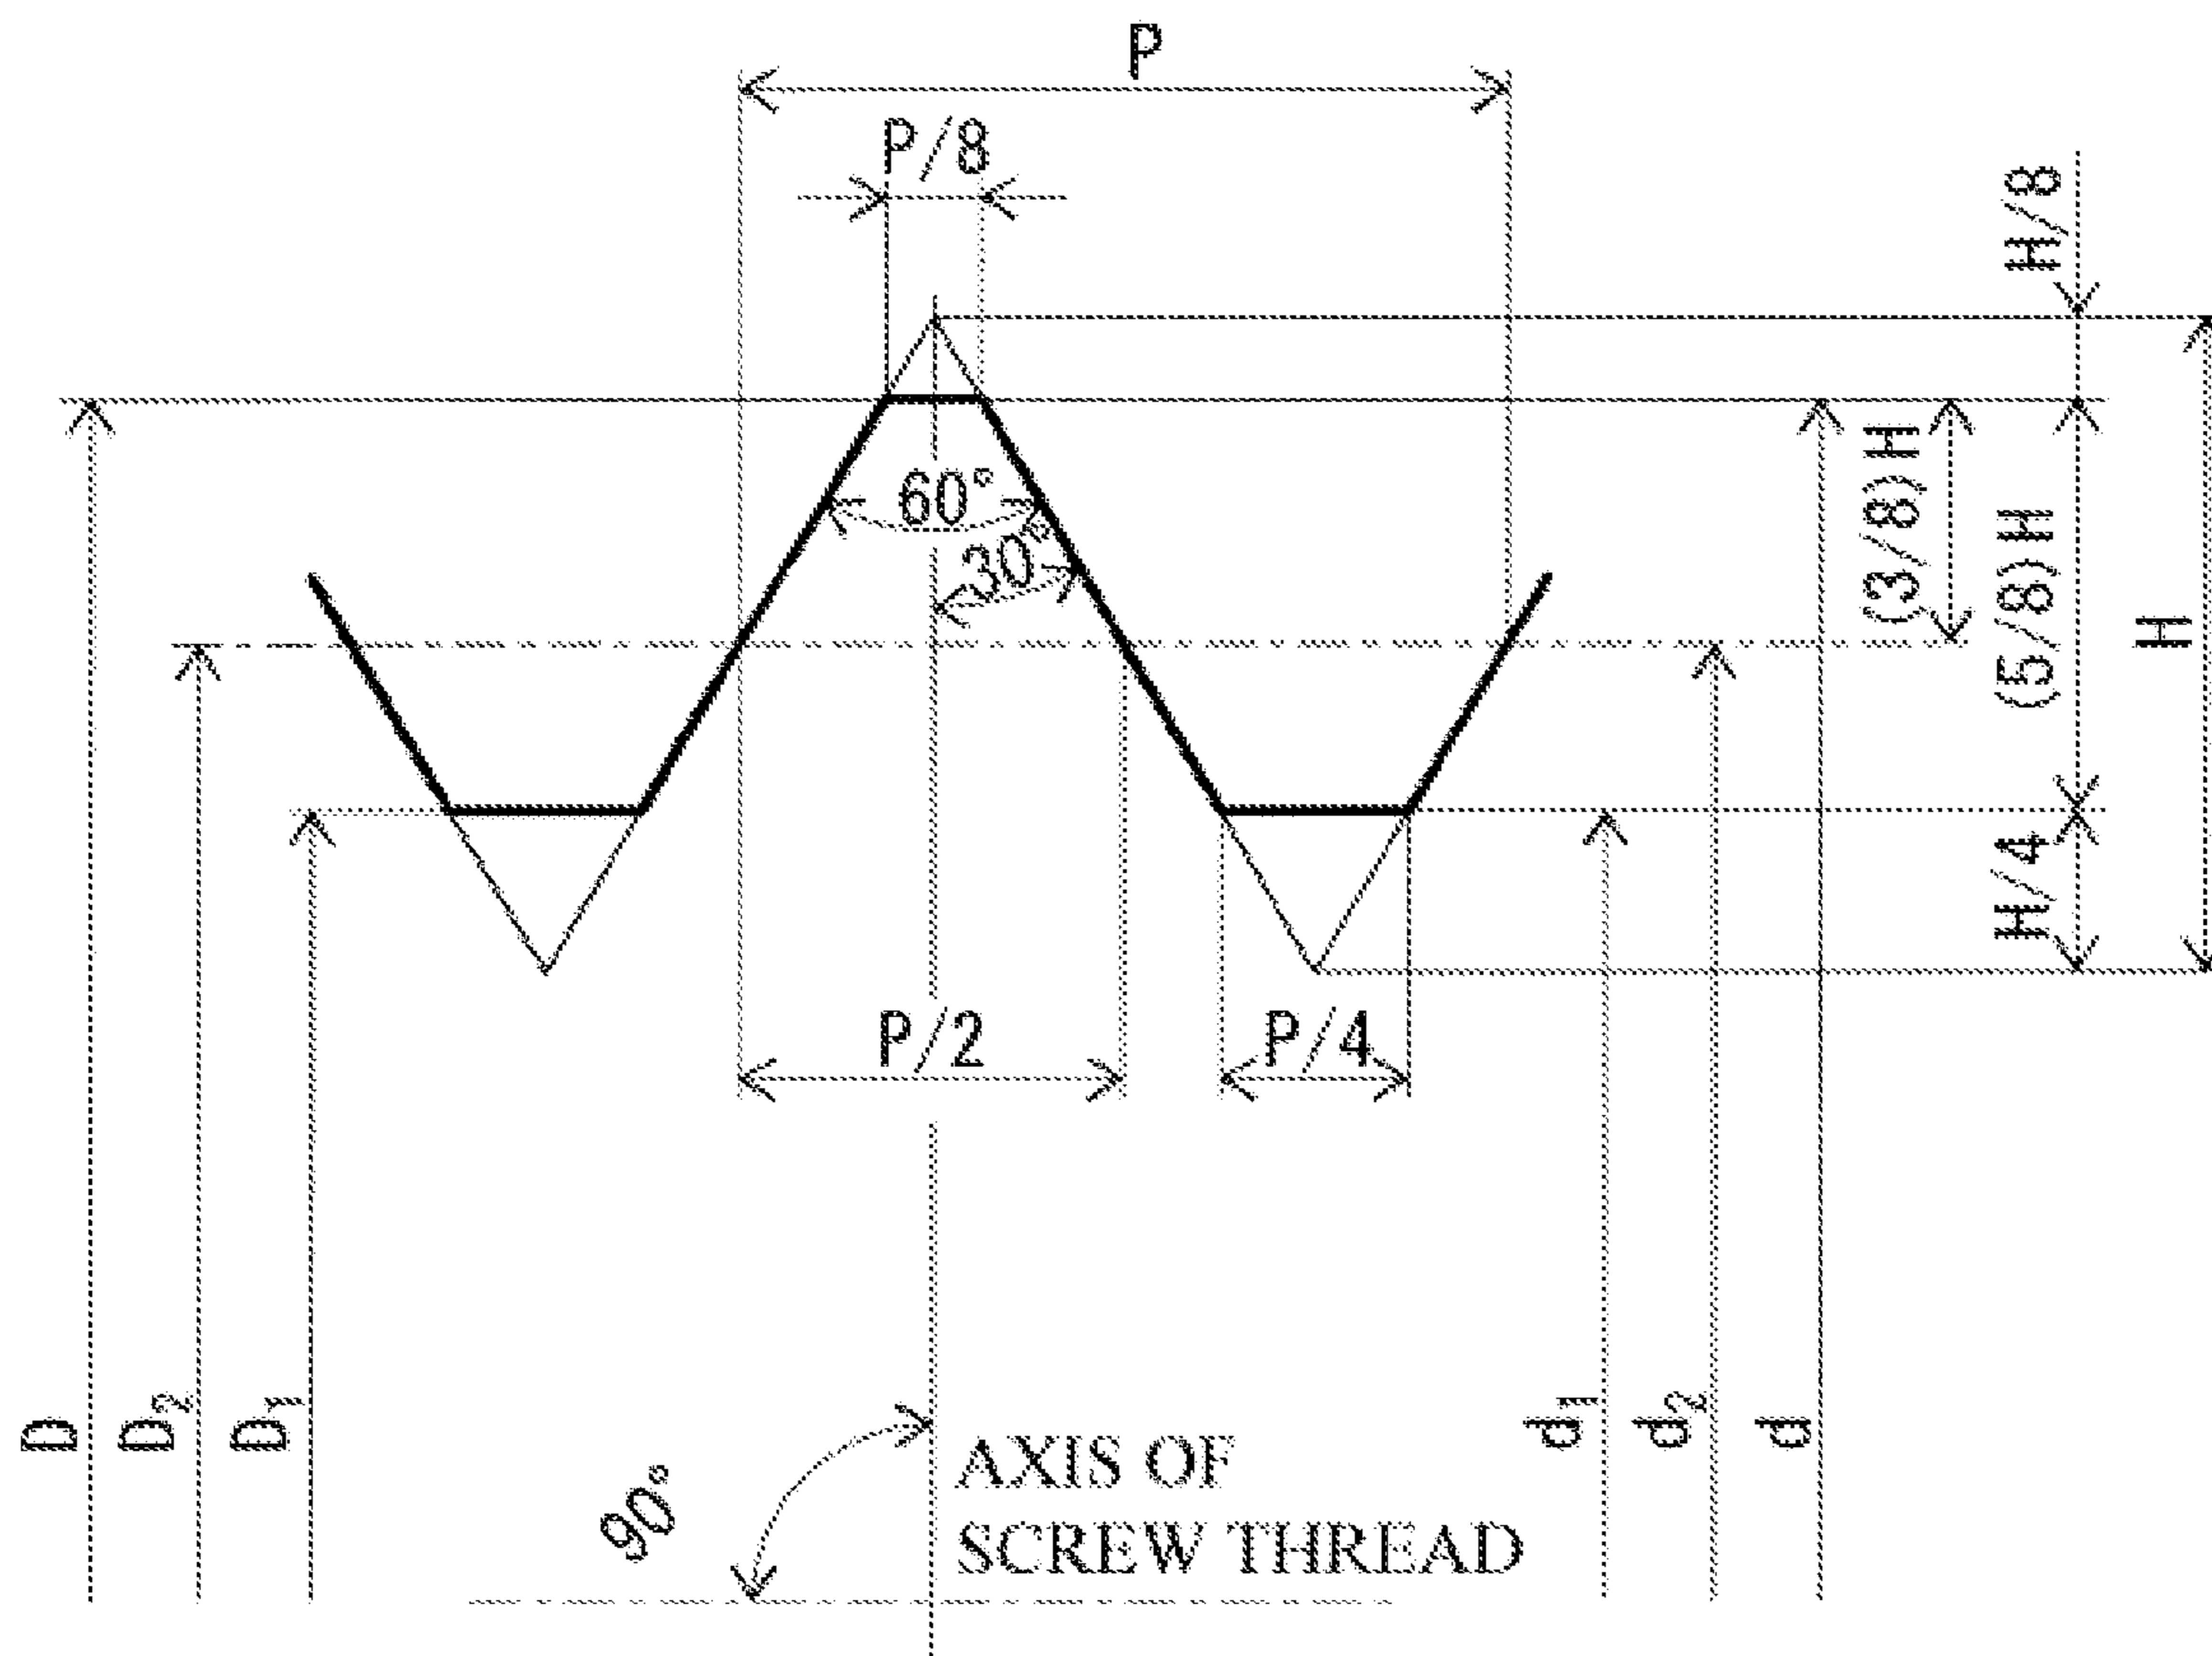 P
P/8
H/8
60°
30°
(3/8)H
(5/8)H
H
H/4
P/2
P/4
D
D₂
D₁
d₁
d₂
d
90°
AXIS OF
SCREW THREAD